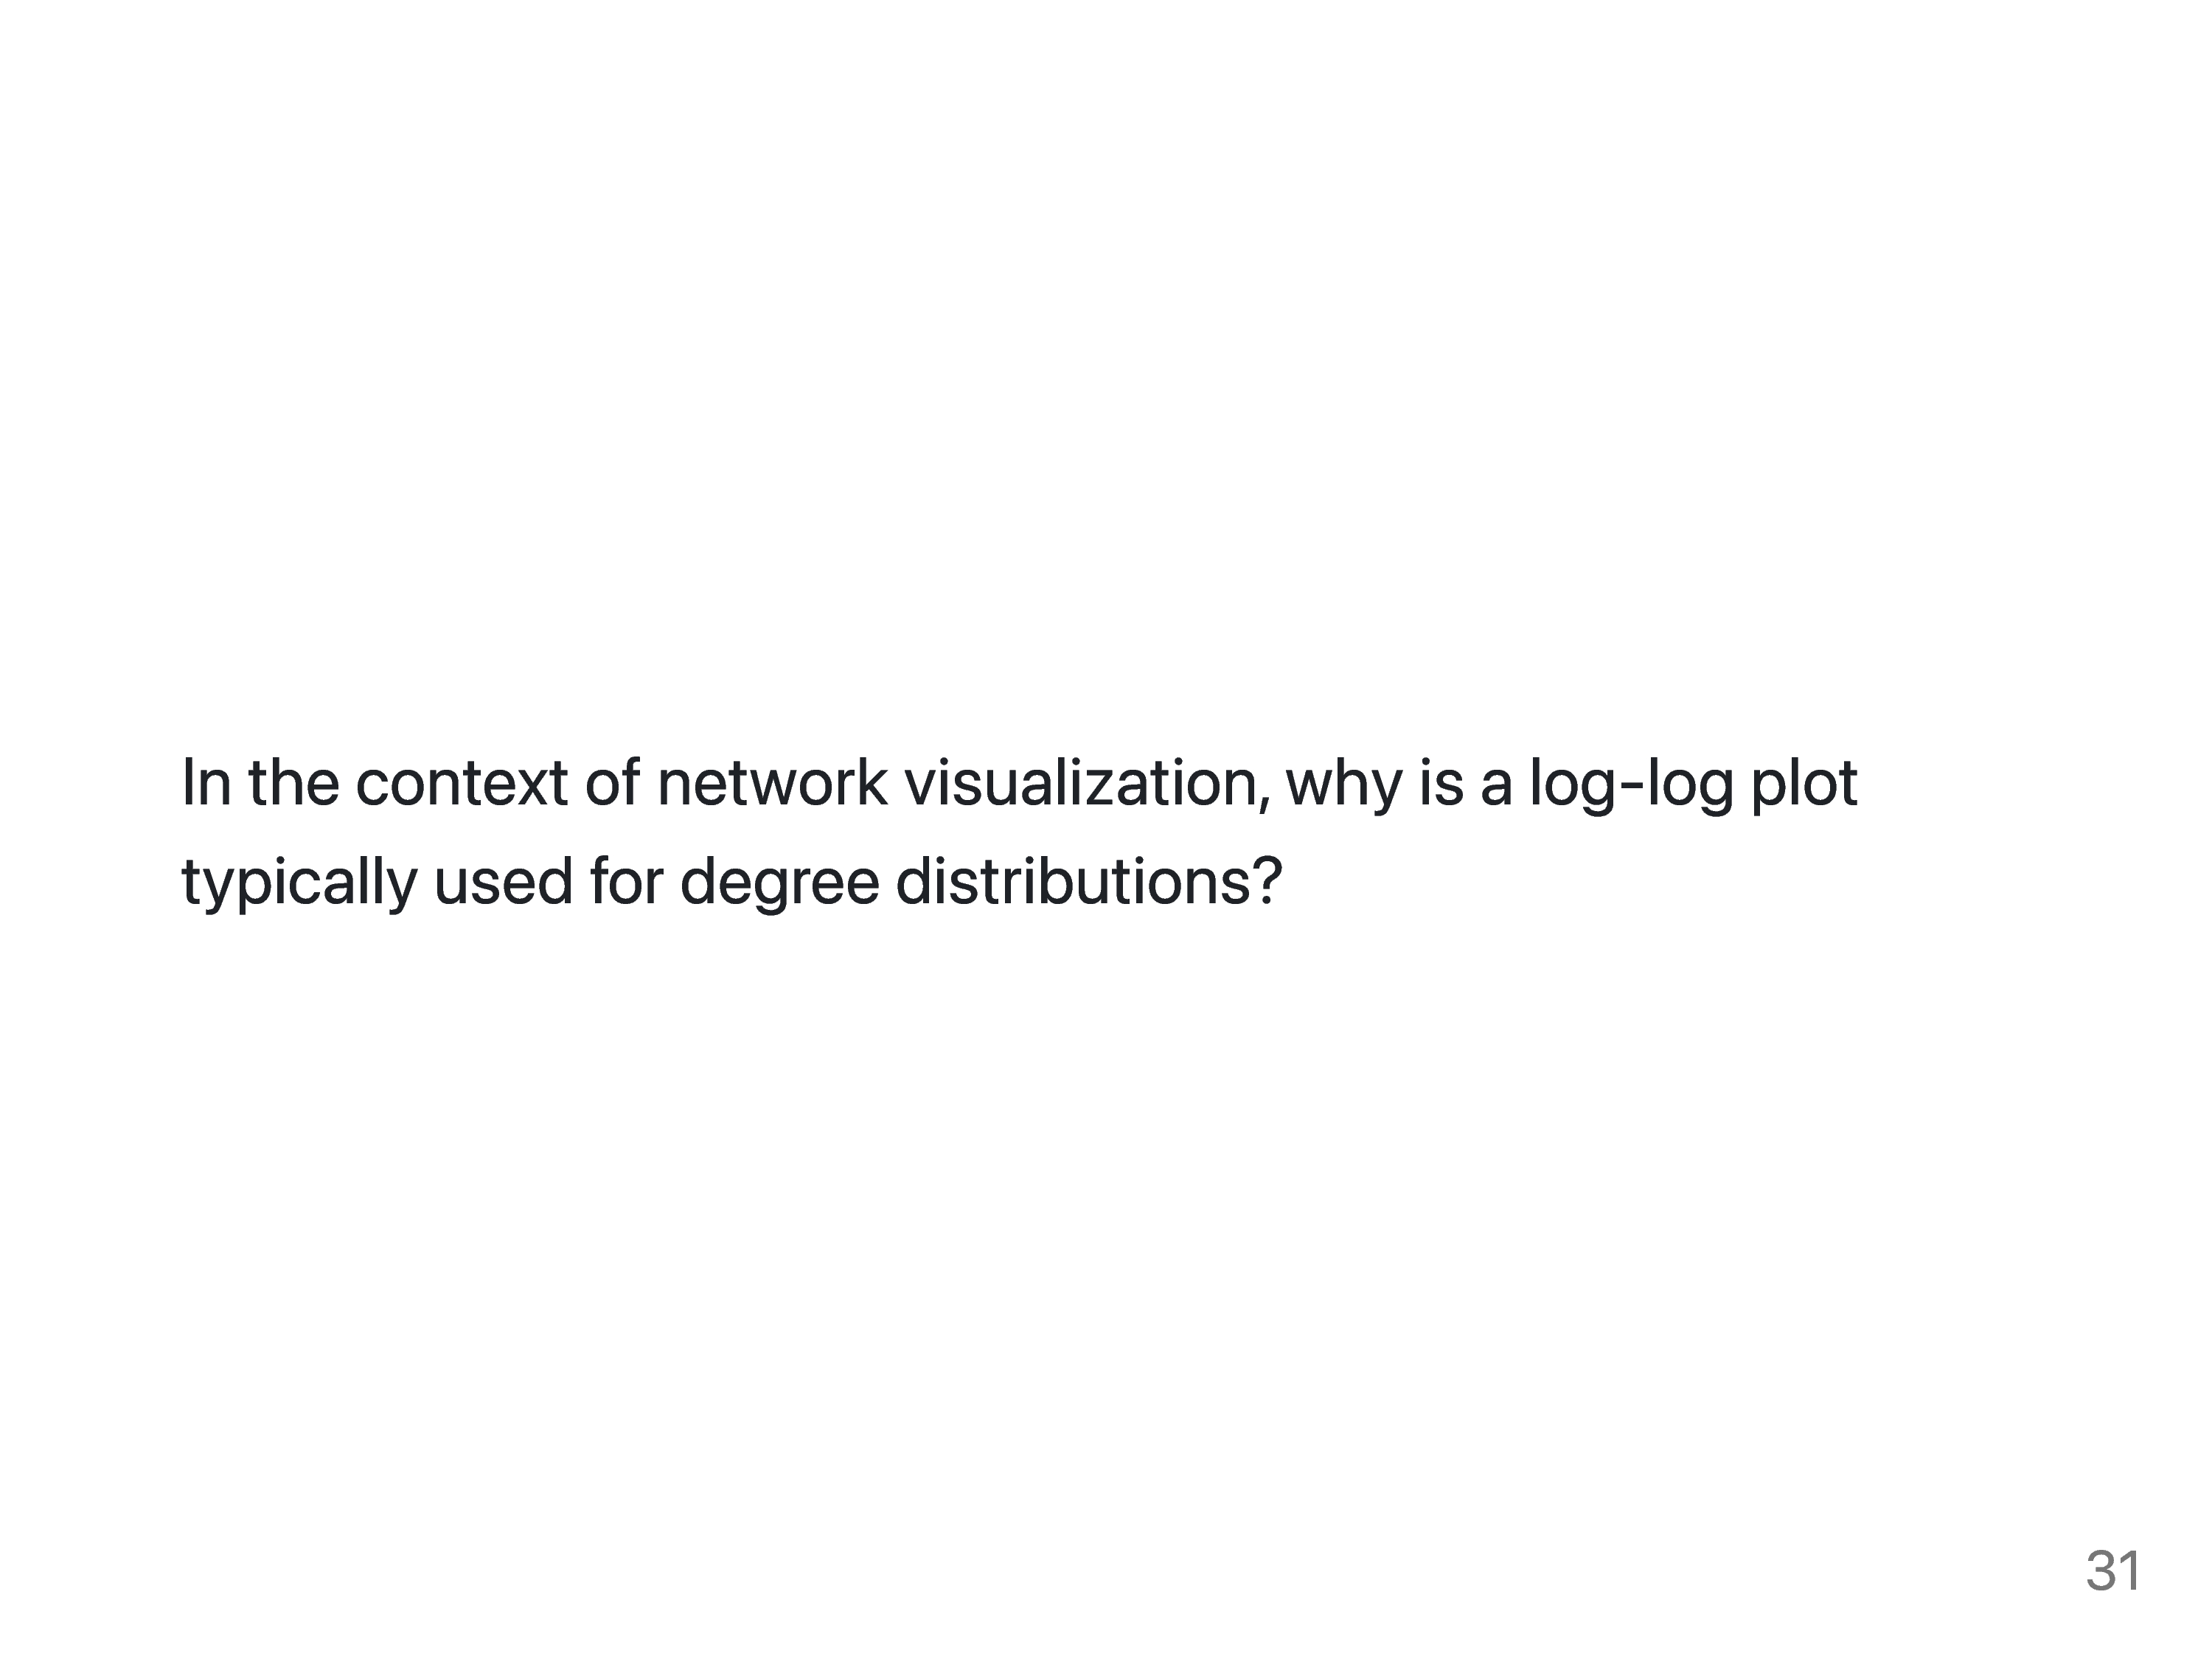 In the context of network visualization, why is a log-log plot
typically used for degree distributions?
31